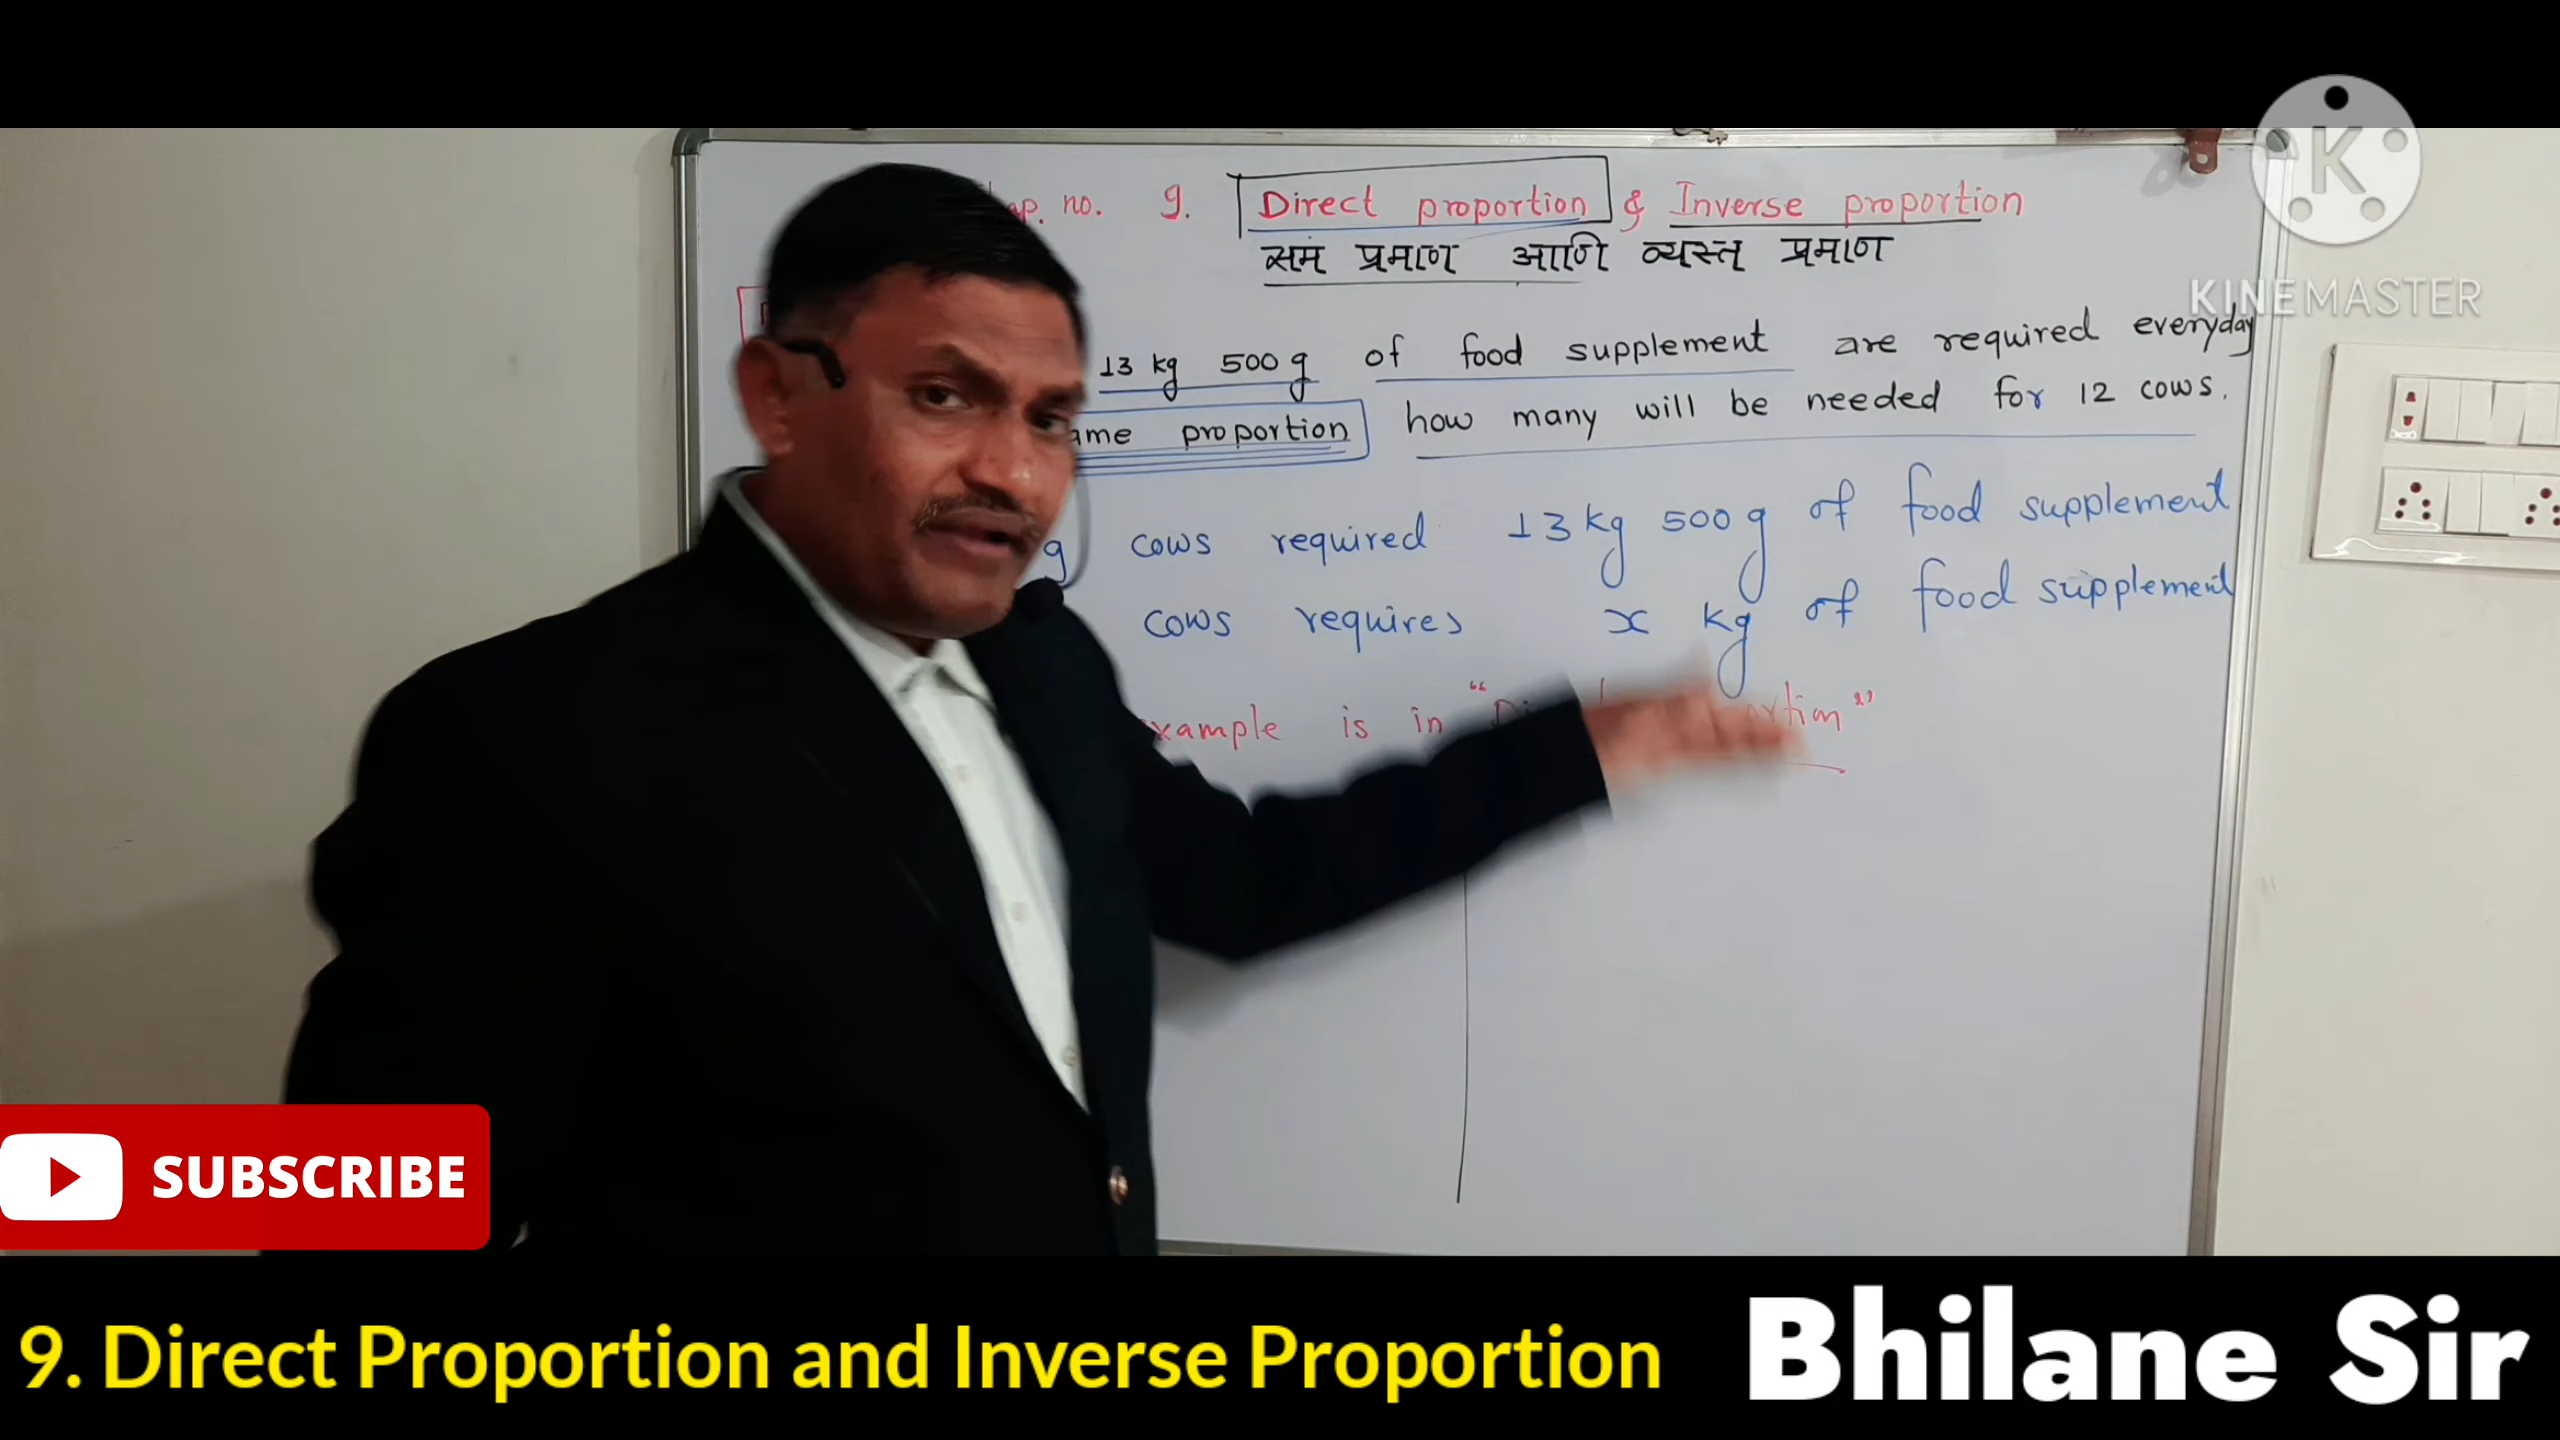 no. 9. Direct proportion & Inverse proportion
समं प्रमाण आणि व्यस्त प्रमाण
13 kg 500 g of food supplement are required everyday
proportion how many will be needed for 12 cows.
g cows required 13 kg 500 g of food supplement
cows requires x kg of food supplement
example is in "
K
KINEMASTER
SUBSCRIBE
9. Direct Proportion and Inverse Proportion Bhilane Sir